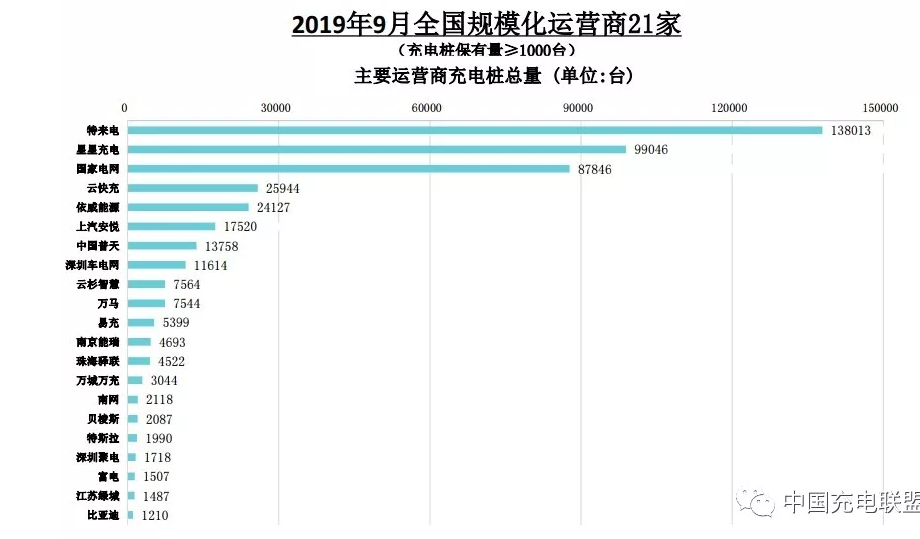 2019年9月全国规模化运营商21家
（充电桩保有量≥1000台）
主要运营商充电桩总量 (单位:台)
0 30000 60000 90000 120000 150000
特来电 138013
星星充电 99046
国家电网 87846
云快充 25944
依威能源 24127
上汽安悦 17520
中国普天 13758
深圳车电网 11614
云杉智慧 7564
万马 7544
易充 5399
南京能瑞 4693
珠海驿联 4522
万城万充 3044
南网 2118
贝梭斯 2087
特斯拉 1990
深圳聚电 1718
富电 1507
江苏绿城 1487
比亚迪 1210
中国充电联盟